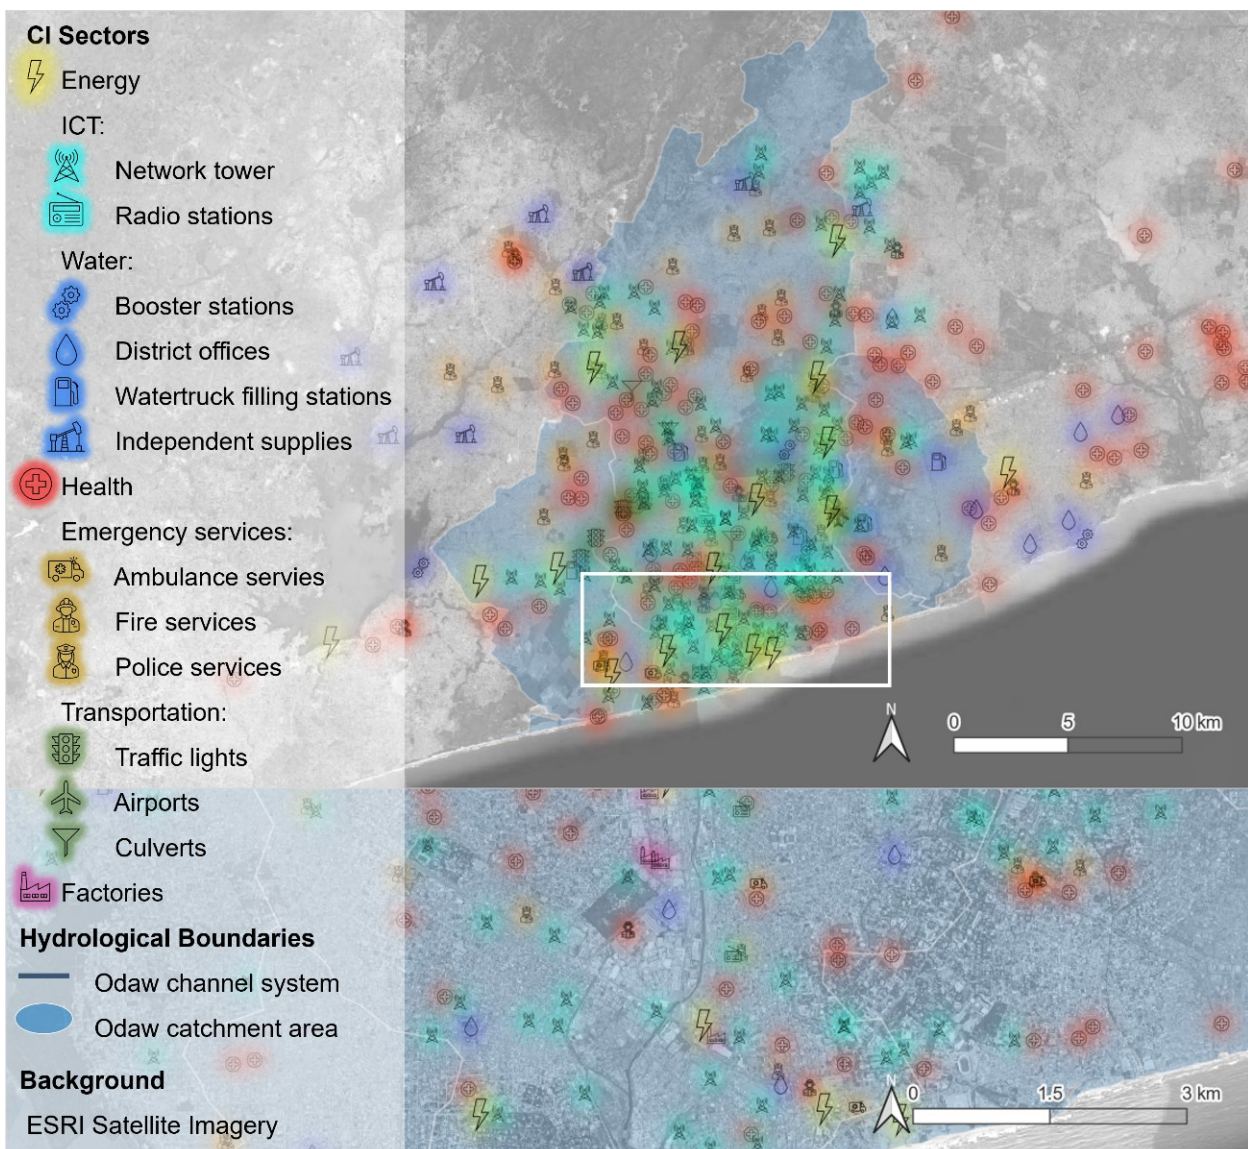 CI Sectors
Energy
ICT:
Network tower
Radio stations
Water:
Booster stations
District offices
Watertruck filling stations
Independent supplies
Health
Emergency services:
Ambulance servies
Fire services
Police services
Transportation:
Traffic lights
Airports
Culverts
Factories
Hydrological Boundaries
Odaw channel system
Odaw catchment area
Background
ESRI Satellite Imagery
N
0 5 10 km
N
0 1.5 3 km